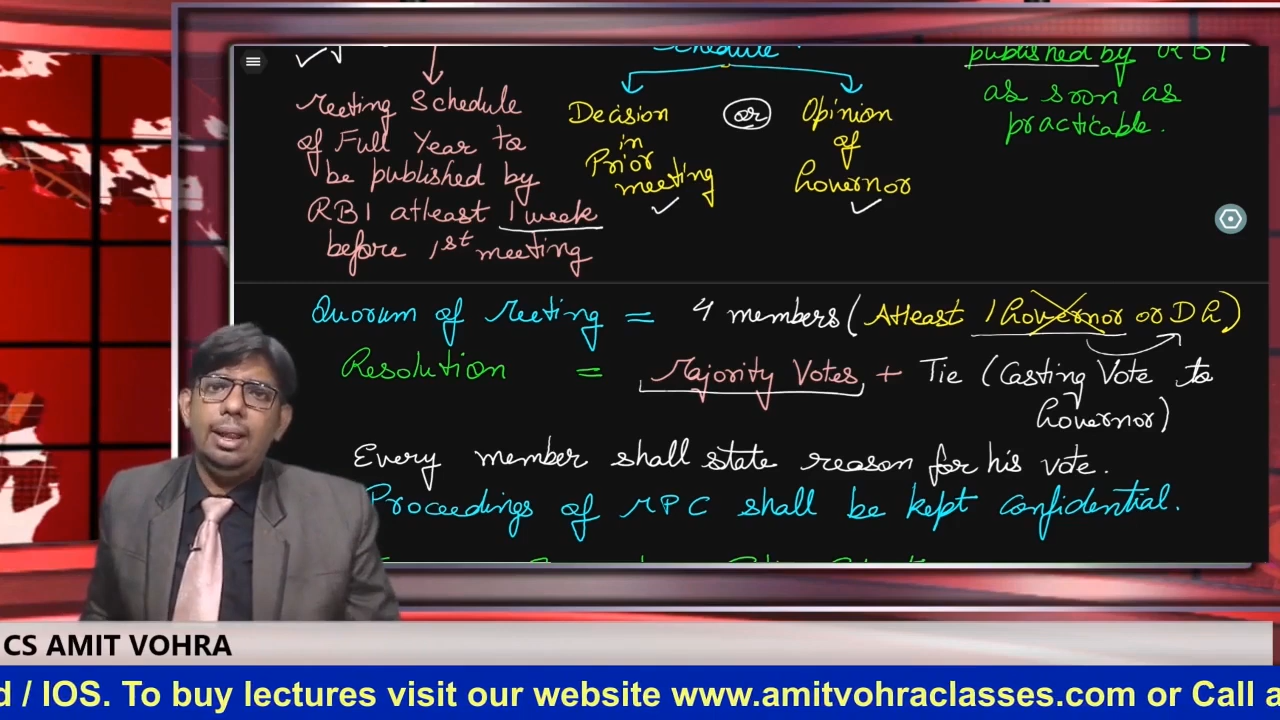 Schedule
published by RBI
as soon as
practicable.
Meeting Schedule
of Full Year to
be published by
RBI atleast 1 week
before 1st meeting
Decision
in
Prior
meeting
or
Opinion
of
Governor
Quorum of Meeting = 4 members (Atleast 1 Governor or DG)
Resolution = Majority Votes + Tie (Casting Vote to
Governor)
Every member shall state reason for his vote.
Proceedings of MPC shall be kept confidential.
CS AMIT VOHRA
d / IOS. To buy lectures visit our website www.amitvohraclasses.com or Call a